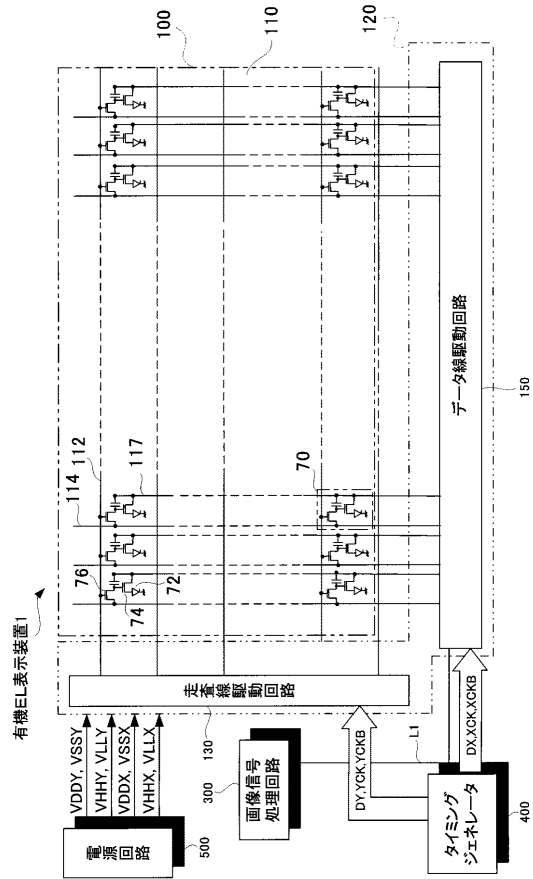 有機EL表示装置1
100
110
120
112
114
117
70
76
74
72
走査線駆動回路
130
データ線駆動回路
150
VDDY, VSSY
VHHY, VLLY
VDDX, VSSX
VHHX, VLLX
電源回路
500
画像信号
処理回路
300
DY,YCK,YCKB
L1
DX,XCK,XCKB
タイミング
ジェネレータ
400